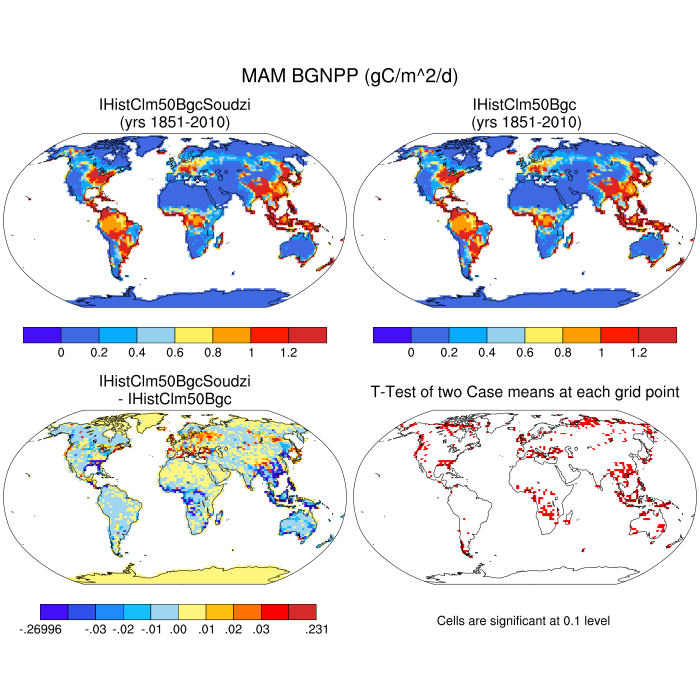 MAM BGNPP (gC/m^2/d)
IHistClm50BgcSoudzi
(yrs 1851-2010)
IHistClm50Bgc
(yrs 1851-2010)
0 0.2 0.4 0.6 0.8 1 1.2
0 0.2 0.4 0.6 0.8 1 1.2
IHistClm50BgcSoudzi
- IHistClm50Bgc
T-Test of two Case means at each grid point
-.26996 -.03 -.02 -.01 .00 .01 .02 .03 .231
Cells are significant at 0.1 level